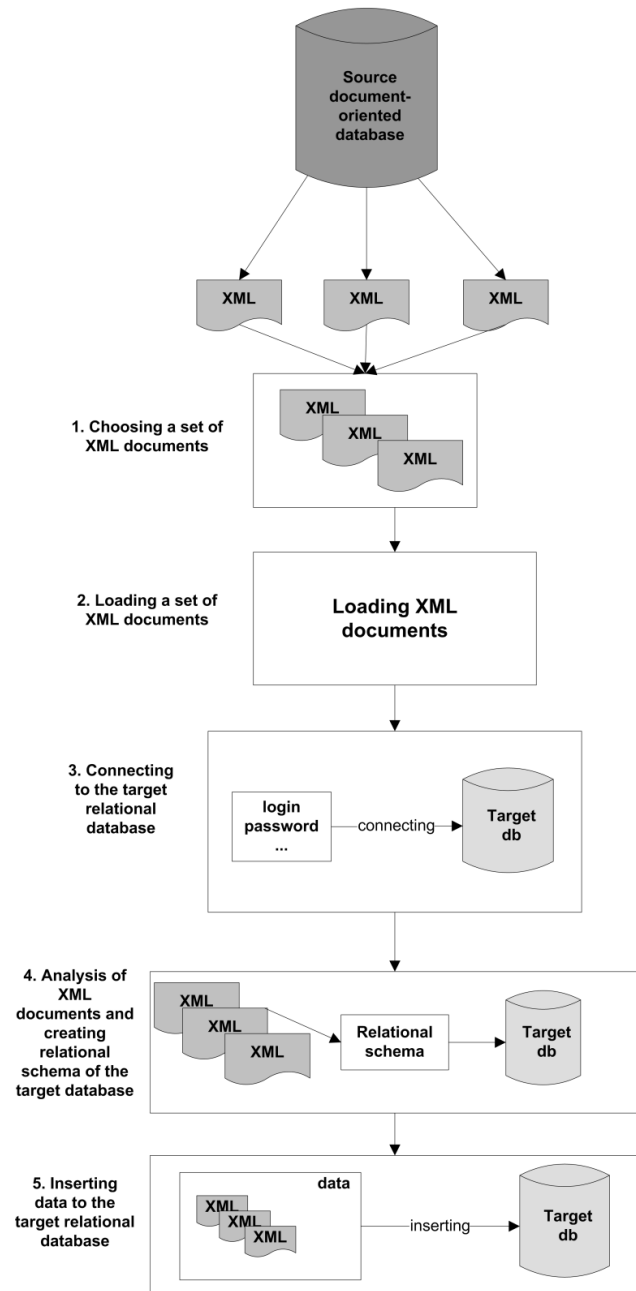 Source
document-
oriented
database
XML
XML
XML
1. Choosing a set of
XML documents
XML
XML
XML
2. Loading a set of
XML documents
Loading XML
documents
3. Connecting
to the target
relational
database
login
password
...
connecting
Target
db
4. Analysis of
XML
documents and
creating
relational
schema of the
target database
XML
XML
XML
Relational
schema
Target
db
5. Inserting
data to the
target relational
database
data
XML
XML
XML
inserting
Target
db